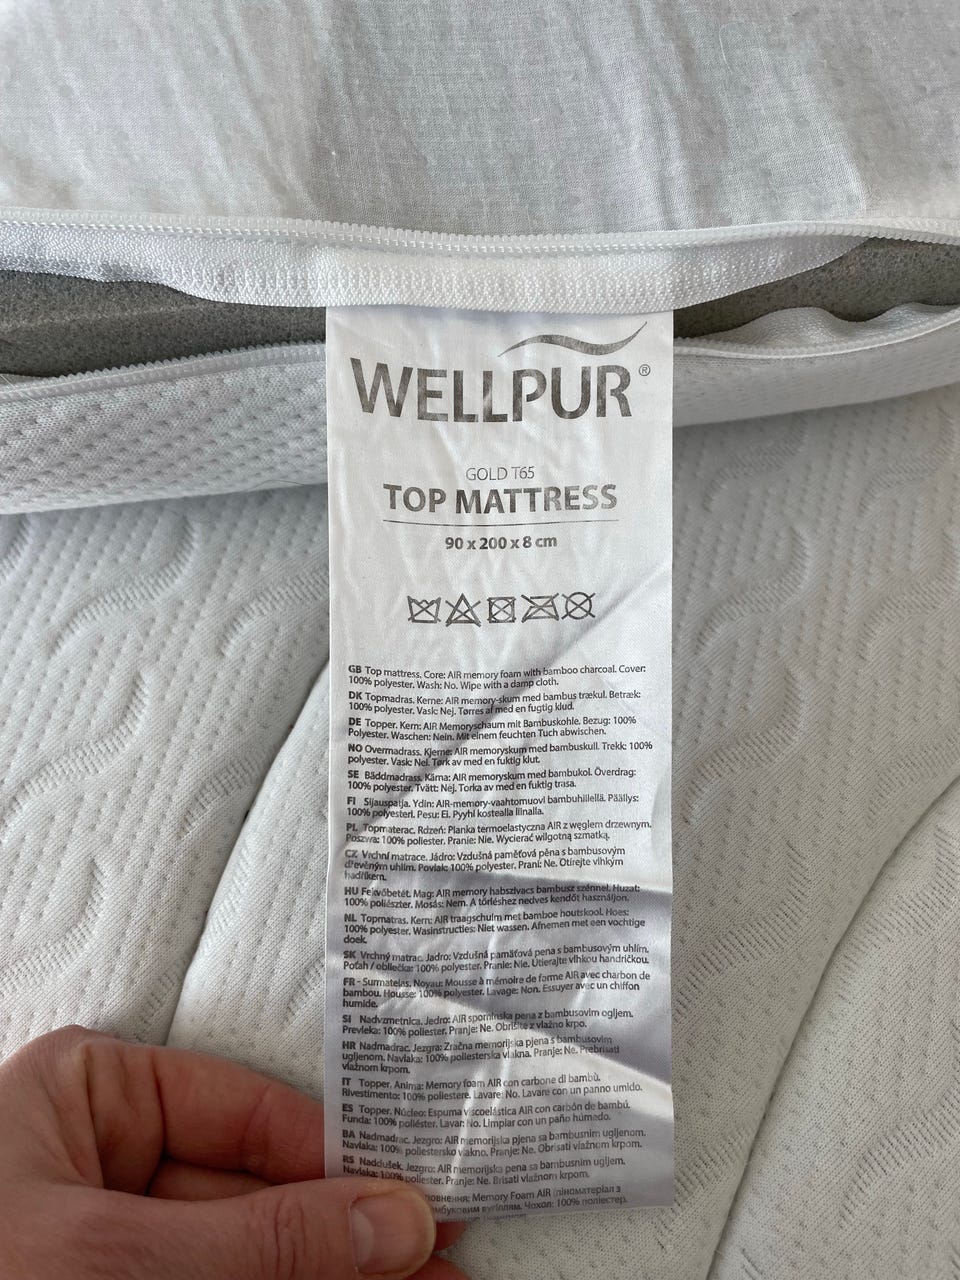 WELLPUR®
GOLD T65
TOP MATTRESS
90 x 200 x 8 cm
GB Top mattress. Core: AIR memory foam with bamboo charcoal. Cover:
100% polyester. Wash: No. Wipe with a damp cloth.
DK Topmadras. Kerne: AIR memory-skum med bambus trækul. Betræk:
100% polyester. Vask: Nej. Tørres af med en fugtig klud.
DE Topper. Kern: AIR Memoryschaum mit Bambuskohle. Bezug: 100%
Polyester. Waschen: Nein. Mit einem feuchten Tuch abwischen.
NO Overmadrass. Kjerne: AIR memoryskum med bambuskull. Trekk: 100%
polyester. Vask: Nei. Tørk av med en fuktig klut.
SE Bäddmadrass. Kärna: AIR memoryskum med bambukol. Överdrag:
100% polyester. Tvätt: Nej. Torka av med en fuktig trasa.
FI Sijauspatja. Ydin: AIR-memory-vaahtomuovi bambuhiilellä. Päällys:
100% polyesteri. Pesu: Ei. Pyyhi kostealla liinalla.
PL Topmaterac. Rdzeń: Pianka termoelastyczna AIR z węglem drzewnym.
Poszwa: 100% poliester. Pranie: Nie. Wycierać wilgotną szmatką.
CZ Vrchní matrace. Jádro: Vzdušná paměťová pěna s bambusovým
dřevěným uhlím. Povlak: 100% polyester. Praní: Ne. Otírejte vlhkým
hadříkem.
HU Fekvőbetét. Mag: AIR memory habszivacs bambusz szénnel. Huzat:
100% poliészter. Mosás: Nem. A törléshez nedves kendőt használjon.
NL Topmatras. Kern: AIR traagschuim met bamboe houtskool. Hoes:
100% polyester. Wasinstructies: Niet wassen. Afnemen met een vochtige
doek.
SK Vrchný matrac. Jadro: Vzdušná pamäťová pena s bambusovým uhlím.
Poťah / obliečka: 100% polyester. Pranie: Nie. Utierajte vlhkou handričkou.
FR - Surmatelas. Noyau: Mousse à mémoire de forme AIR avec charbon de
bambou. Housse: 100% polyester. Lavage: Non. Essuyer avec un chiffon
humide.
SI Nadvzmetnica. Jedro: AIR spominska pena z bambusovim ogljem.
Prevleka: 100% poliester. Pranje: Ne. Obrišite z vlažno krpo.
HR Nadmadrac. Jezgra: Zračna memorijska pjena s bambusovim
ugljenom. Navlaka: 100% poliesterska vlakna. Pranje: Ne. Prebrisati
vlažnom krpom.
IT Topper. Anima: Memory foam AIR con carbone di bambù.
Rivestimento: 100% poliestere. Lavare: No. Lavare con un panno umido.
ES Topper. Núcleo: Espuma viscoelástica AIR con carbón de bambú.
Funda: 100% poliéster. Lavar: No. Limpiar con un paño húmedo.
BA Nadmadrac. Jezgro: AIR memorijska pjena sa bambusnim ugljenom.
Navlaka: 100% poliestersko vlakno. Pranje: Ne. Obrisati vlažnom krpom.
RS Naddušek. Jezgro: AIR memorijska pena sa bambusnim ugljem.
Navlaka: 100% poliester. Pranje: Ne. Brisati vlažnom krpom.
Memory Foam AIR (піноматеріал з
вугіллям. Чохол: 100% поліестер.